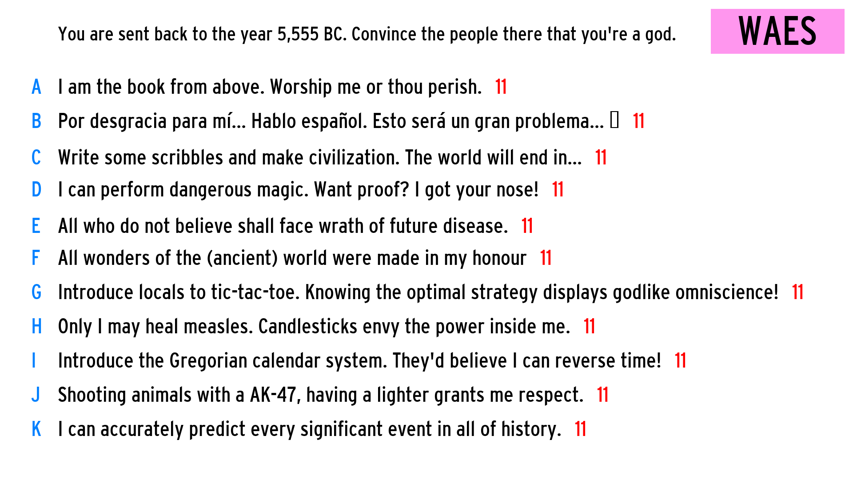 You are sent back to the year 5,555 BC. Convince the people there that you're a god.
WAES
A I am the book from above. Worship me or thou perish. 11
B Por desgracia para mí... Hablo español. Esto será un gran problema... 11
C Write some scribbles and make civilization. The world will end in... 11
D I can perform dangerous magic. Want proof? I got your nose! 11
E All who do not believe shall face wrath of future disease. 11
F All wonders of the (ancient) world were made in my honour 11
G Introduce locals to tic-tac-toe. Knowing the optimal strategy displays godlike omniscience! 11
H Only I may heal measles. Candlesticks envy the power inside me. 11
I Introduce the Gregorian calendar system. They'd believe I can reverse time! 11
J Shooting animals with a AK-47, having a lighter grants me respect. 11
K I can accurately predict every significant event in all of history. 11